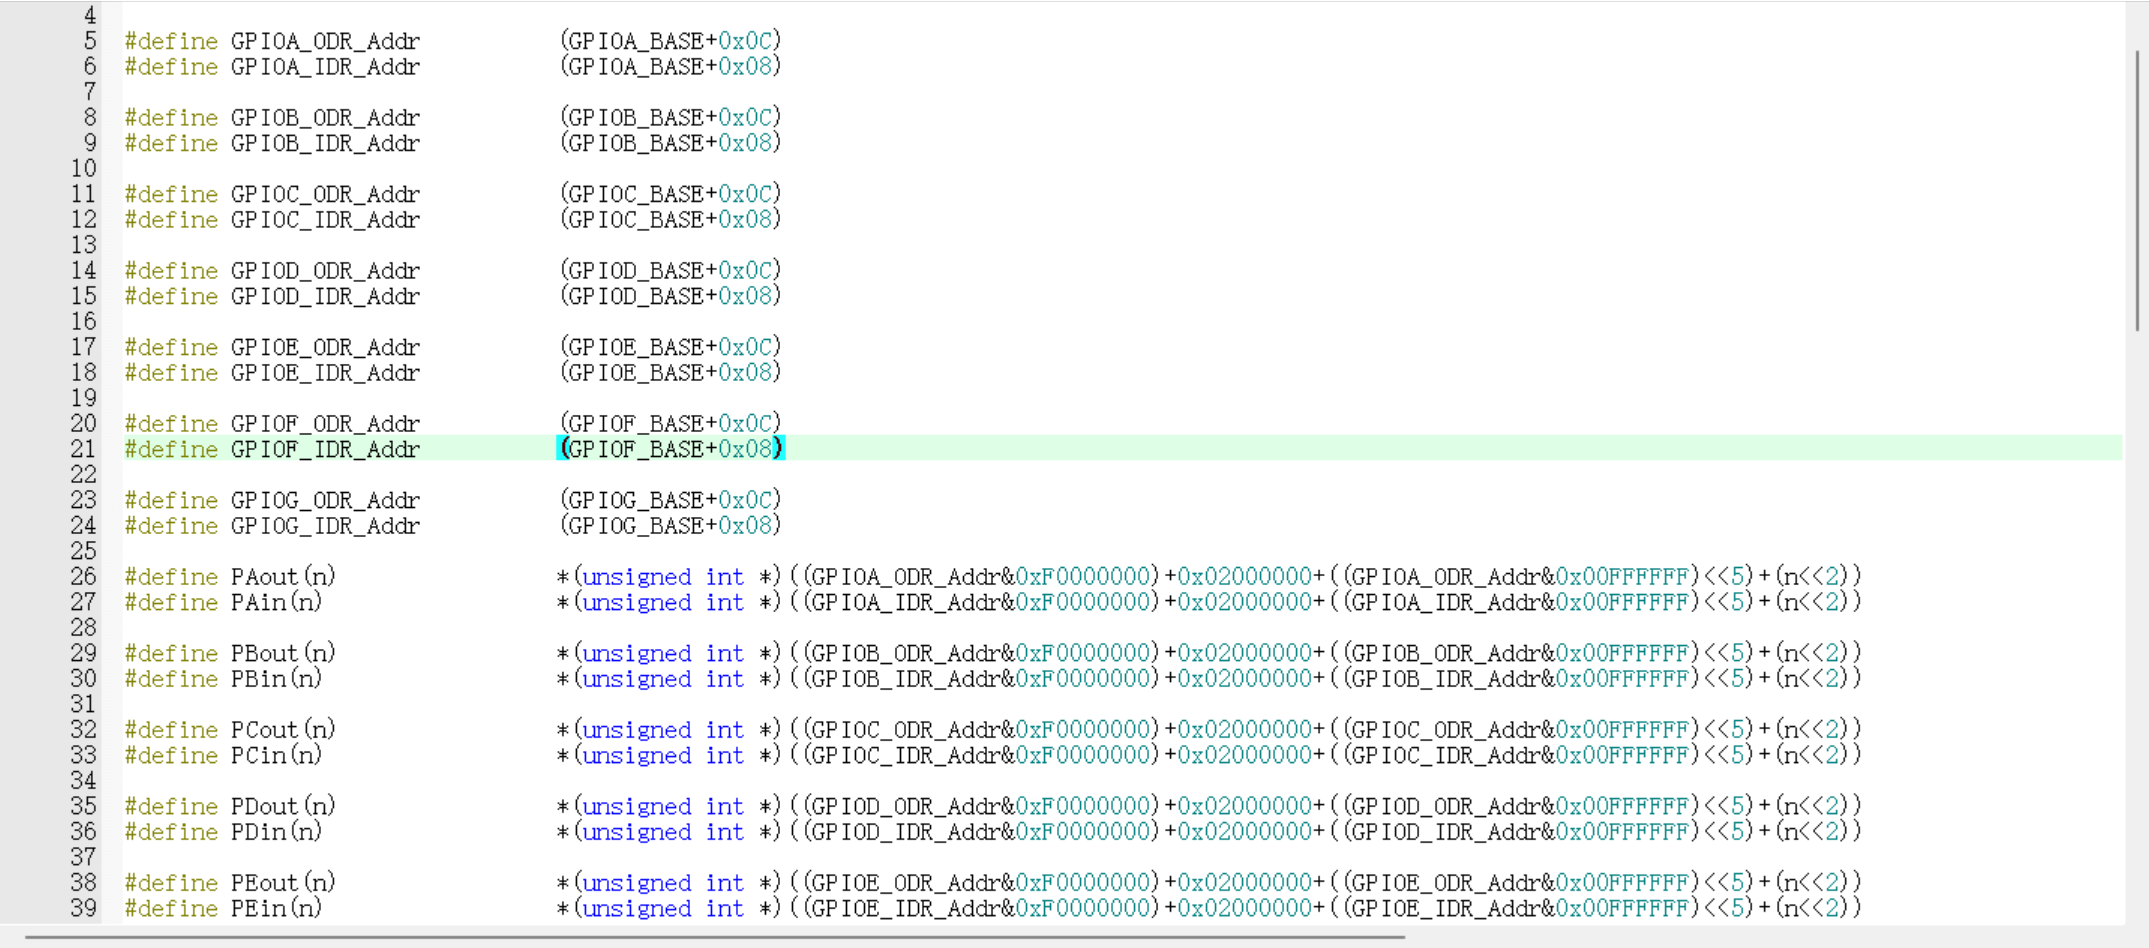 4
5 #define GPIOA_ODR_Addr (GPIOA_BASE+0x0C)
6 #define GPIOA_IDR_Addr (GPIOA_BASE+0x08)
7
8 #define GPIOB_ODR_Addr (GPIOB_BASE+0x0C)
9 #define GPIOB_IDR_Addr (GPIOB_BASE+0x08)
10
11 #define GPIOC_ODR_Addr (GPIOC_BASE+0x0C)
12 #define GPIOC_IDR_Addr (GPIOC_BASE+0x08)
13
14 #define GPIOD_ODR_Addr (GPIOD_BASE+0x0C)
15 #define GPIOD_IDR_Addr (GPIOD_BASE+0x08)
16
17 #define GPIOE_ODR_Addr (GPIOE_BASE+0x0C)
18 #define GPIOE_IDR_Addr (GPIOE_BASE+0x08)
19
20 #define GPIOF_ODR_Addr (GPIOF_BASE+0x0C)
21 #define GPIOF_IDR_Addr (GPIOF_BASE+0x08)
22
23 #define GPIOG_ODR_Addr (GPIOG_BASE+0x0C)
24 #define GPIOG_IDR_Addr (GPIOG_BASE+0x08)
25
26 #define PAout(n) *(unsigned int *)((GPIOA_ODR_Addr&0xF0000000)+0x02000000+((GPIOA_ODR_Addr&0x00FFFFFF)<<5)+(n<<2))
27 #define PAin(n) *(unsigned int *)((GPIOA_IDR_Addr&0xF0000000)+0x02000000+((GPIOA_IDR_Addr&0x00FFFFFF)<<5)+(n<<2))
28
29 #define PBout(n) *(unsigned int *)((GPIOB_ODR_Addr&0xF0000000)+0x02000000+((GPIOB_ODR_Addr&0x00FFFFFF)<<5)+(n<<2))
30 #define PBin(n) *(unsigned int *)((GPIOB_IDR_Addr&0xF0000000)+0x02000000+((GPIOB_IDR_Addr&0x00FFFFFF)<<5)+(n<<2))
31
32 #define PCout(n) *(unsigned int *)((GPIOC_ODR_Addr&0xF0000000)+0x02000000+((GPIOC_ODR_Addr&0x00FFFFFF)<<5)+(n<<2))
33 #define PCin(n) *(unsigned int *)((GPIOC_IDR_Addr&0xF0000000)+0x02000000+((GPIOC_IDR_Addr&0x00FFFFFF)<<5)+(n<<2))
34
35 #define PDout(n) *(unsigned int *)((GPIOD_ODR_Addr&0xF0000000)+0x02000000+((GPIOD_ODR_Addr&0x00FFFFFF)<<5)+(n<<2))
36 #define PDin(n) *(unsigned int *)((GPIOD_IDR_Addr&0xF0000000)+0x02000000+((GPIOD_IDR_Addr&0x00FFFFFF)<<5)+(n<<2))
37
38 #define PEout(n) *(unsigned int *)((GPIOE_ODR_Addr&0xF0000000)+0x02000000+((GPIOE_ODR_Addr&0x00FFFFFF)<<5)+(n<<2))
39 #define PEin(n) *(unsigned int *)((GPIOE_IDR_Addr&0xF0000000)+0x02000000+((GPIOE_IDR_Addr&0x00FFFFFF)<<5)+(n<<2))